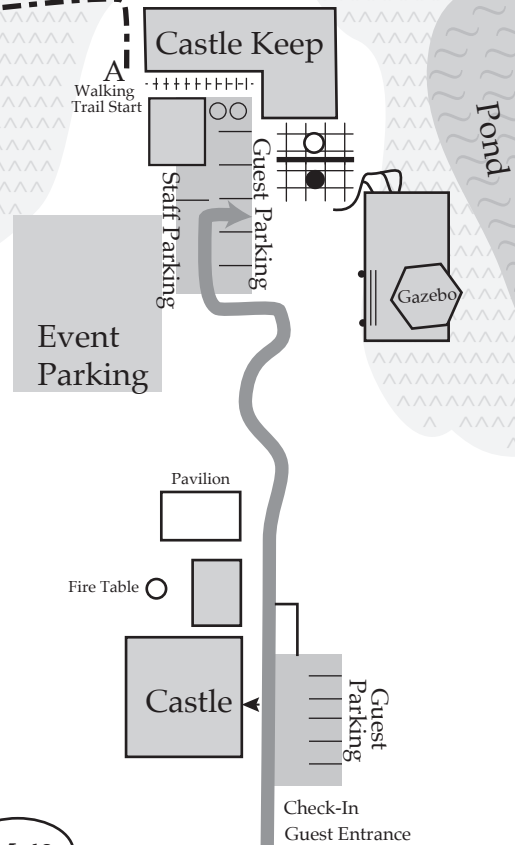 Castle Keep
A
Walking
Trail Start
Pond
Guest Parking
Staff Parking
Gazebo
Event
Parking
Pavilion
Fire Table
Castle
Guest
Parking
Check-In
Guest Entrance